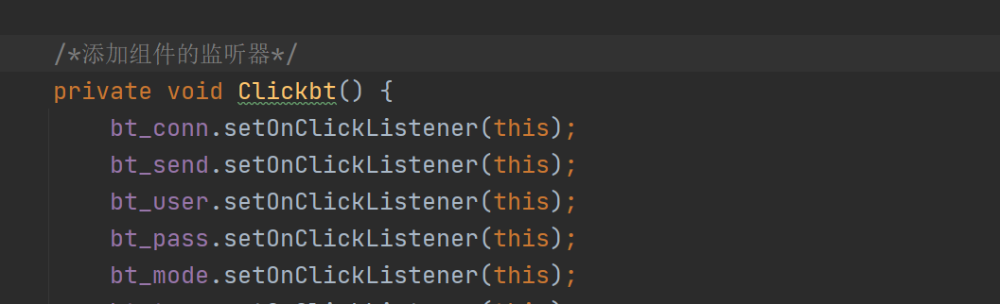 /*添加组件的监听器*/
private void Clickbt() {
bt_conn.setOnClickListener(this);
bt_send.setOnClickListener(this);
bt_user.setOnClickListener(this);
bt_pass.setOnClickListener(this);
bt_mode.setOnClickListener(this);